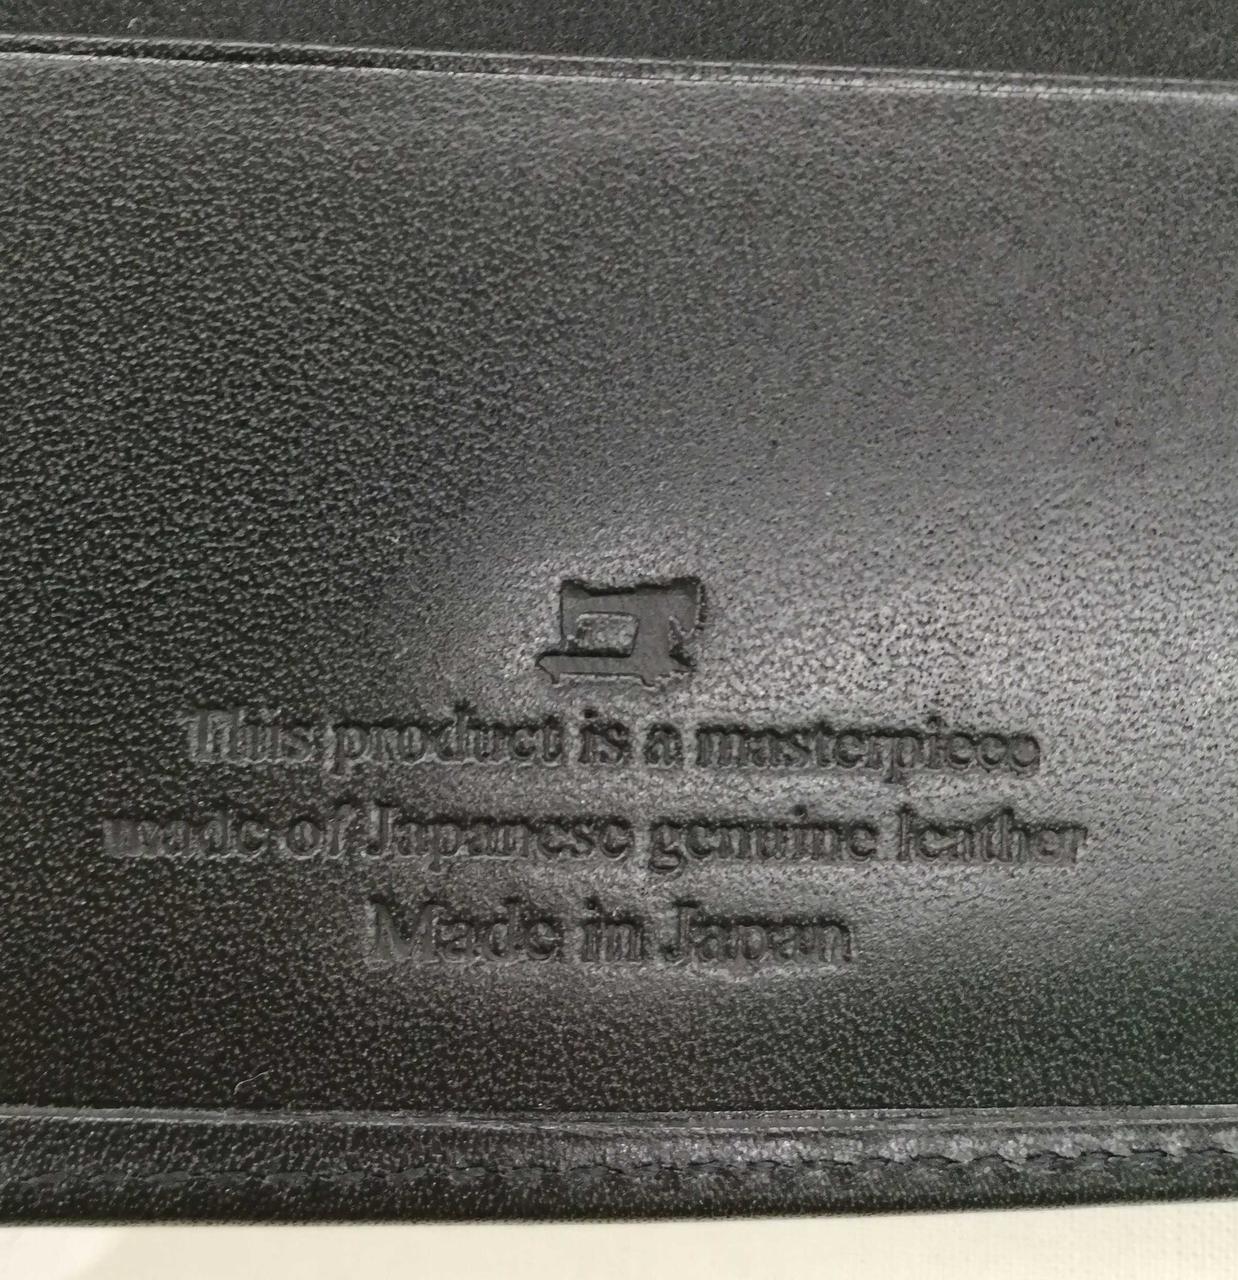 This product is a masterpiece
made of Japanese genuine leather
Made in Japan